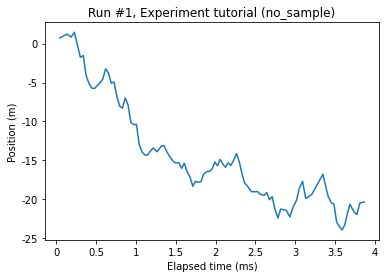 Run #1, Experiment tutorial (no_sample)
Position (m)
0
-5
-10
-15
-20
-25
0 0.5 1 1.5 2 2.5 3 3.5 4
Elapsed time (ms)